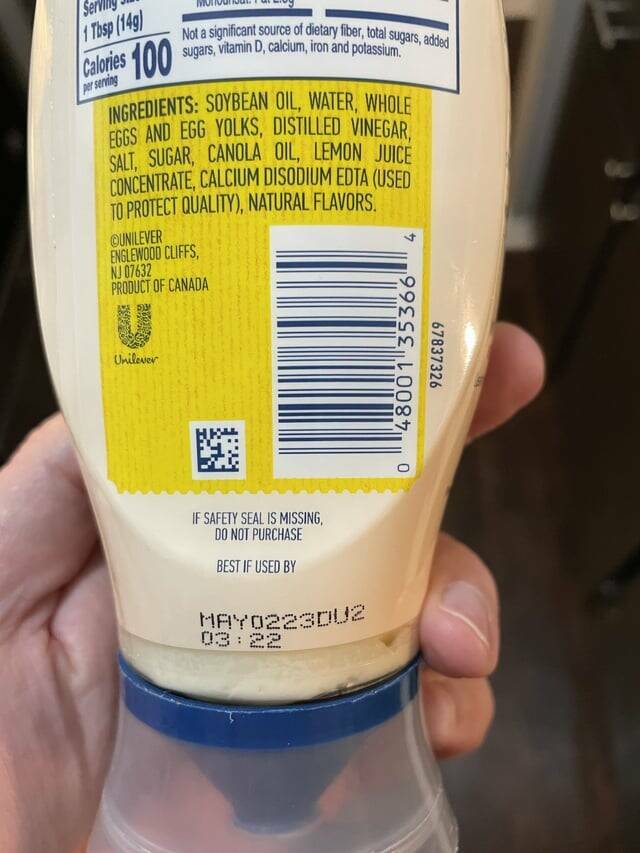 Serving
1 Tbsp (14g)
Calories 100
per serving
Not a significant source of dietary fiber, total sugars, added
sugars, vitamin D, calcium, iron and potassium.
INGREDIENTS: SOYBEAN OIL, WATER, WHOLE
EGGS AND EGG YOLKS, DISTILLED VINEGAR,
SALT, SUGAR, CANOLA OIL, LEMON JUICE
CONCENTRATE, CALCIUM DISODIUM EDTA (USED
TO PROTECT QUALITY), NATURAL FLAVORS.
©UNILEVER
ENGLEWOOD CLIFFS,
NJ 07632
PRODUCT OF CANADA
Unilever
0 48001 35366 4
67837326
IF SAFETY SEAL IS MISSING,
DO NOT PURCHASE
BEST IF USED BY
MAY0223DU2
03:22